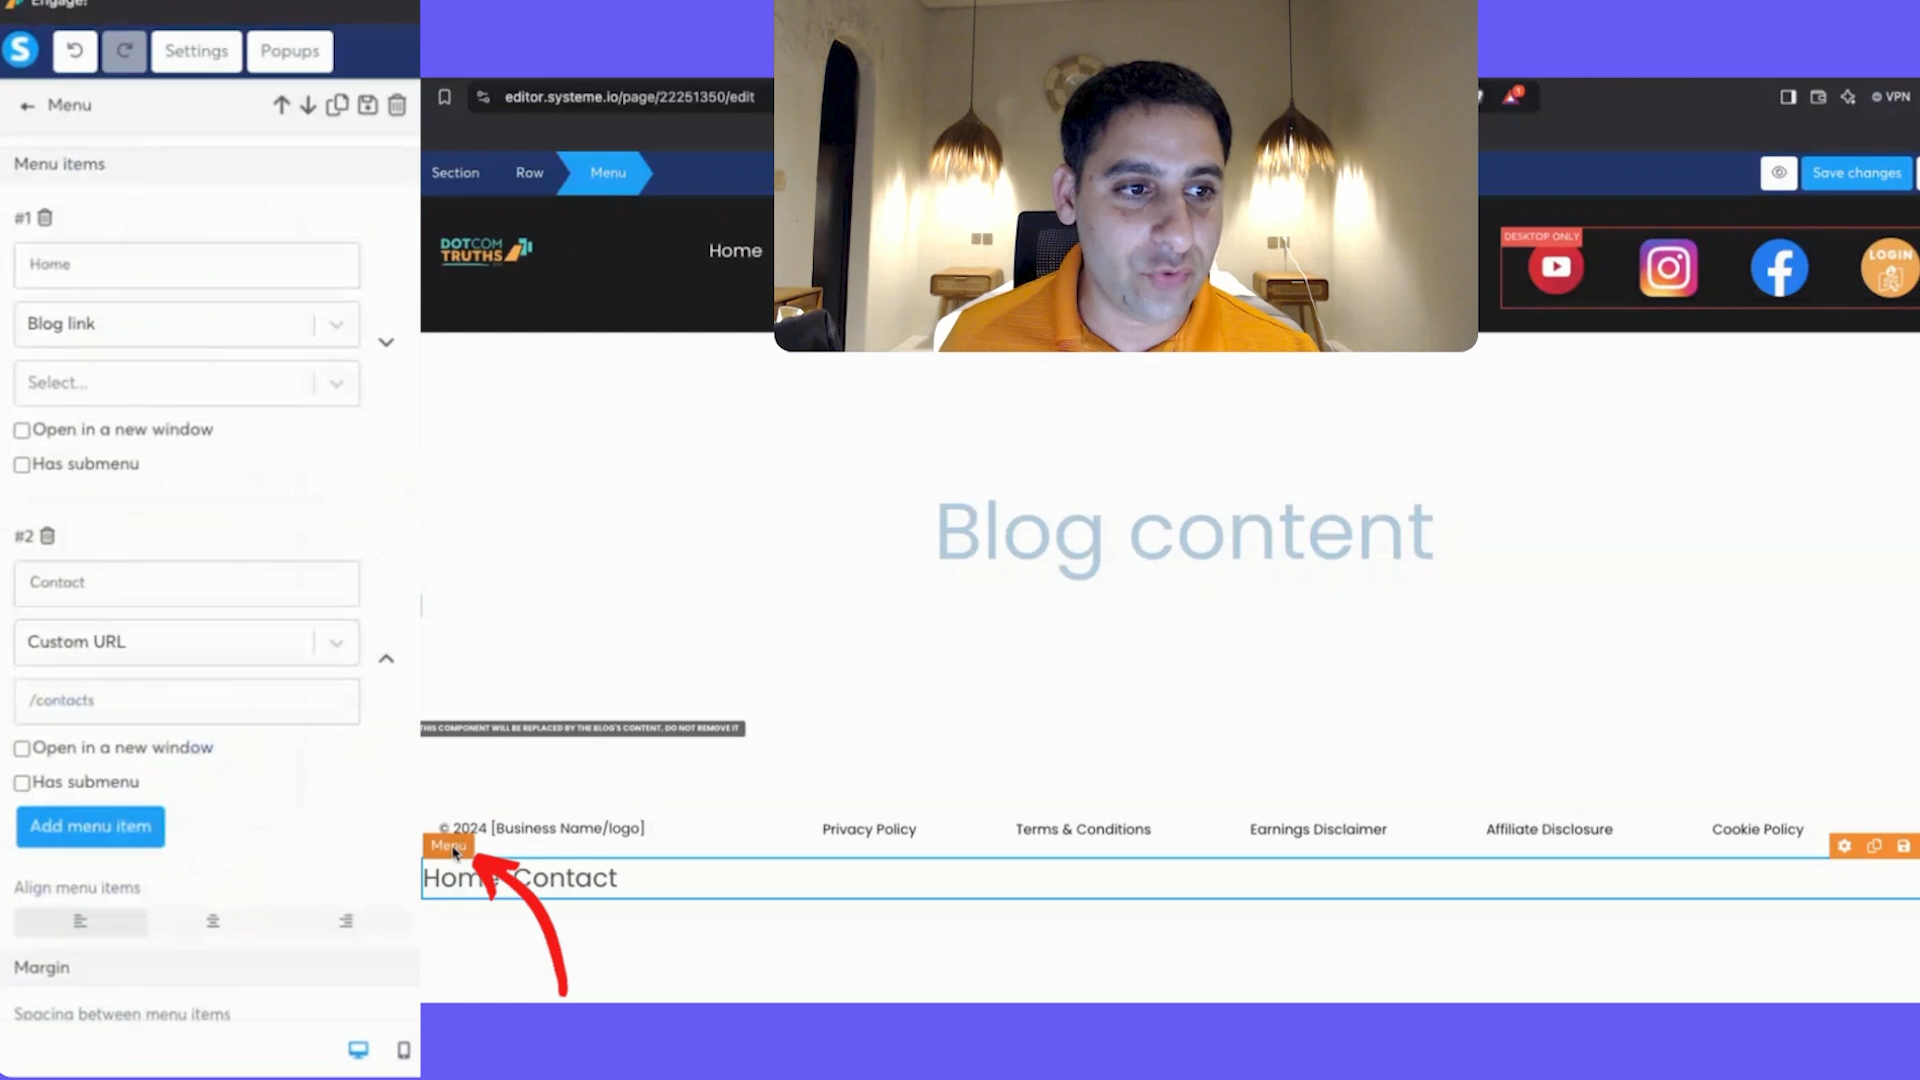 Engage!
S
Settings
Popups
Menu
Menu items
#1
Home
Blog link
Select...
Open in a new window
Has submenu
#2
Contact
Custom URL
/contacts
Open in a new window
Has submenu
Add menu item
Align menu items
Margin
Spacing between menu items
editor.systeme.io/page/22251350/edit
1
VPN
Section
Row
Menu
Save changes
DOTCOM
TRUTHS
Home
DESKTOP ONLY
LOGIN
Blog content
THIS COMPONENT WILL BE REPLACED BY THE BLOG'S CONTENT, DO NOT REMOVE IT
© 2024 [Business Name/logo]
Privacy Policy
Terms & Conditions
Earnings Disclaimer
Affiliate Disclosure
Cookie Policy
Menu
Home Contact